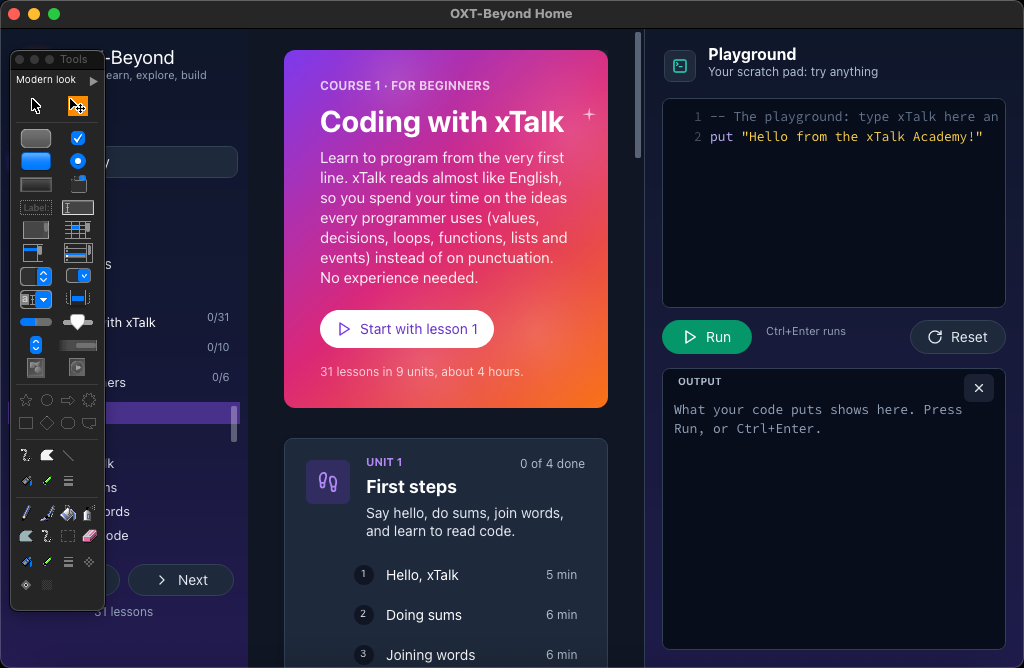 OXT-Beyond Home
Tools
Modern look
-Beyond
earn, explore, build
y
Label:
s
ith xTalk 0/31
0/10
ers 0/6
lk
ns
ords
ode
Next
31 lessons
COURSE 1 · FOR BEGINNERS
Coding with xTalk
Learn to program from the very first
line. xTalk reads almost like English,
so you spend your time on the ideas
every programmer uses (values,
decisions, loops, functions, lists and
events) instead of on punctuation.
No experience needed.
Start with lesson 1
31 lessons in 9 units, about 4 hours.
UNIT 1
0 of 4 done
First steps
Say hello, do sums, join words,
and learn to read code.
1 Hello, xTalk 5 min
2 Doing sums 6 min
3 Joining words 6 min
Playground
Your scratch pad: try anything
1 -- The playground: type xTalk here an
2 put "Hello from the xTalk Academy!"
Run
Ctrl+Enter runs
Reset
OUTPUT
What your code puts shows here. Press
Run, or Ctrl+Enter.